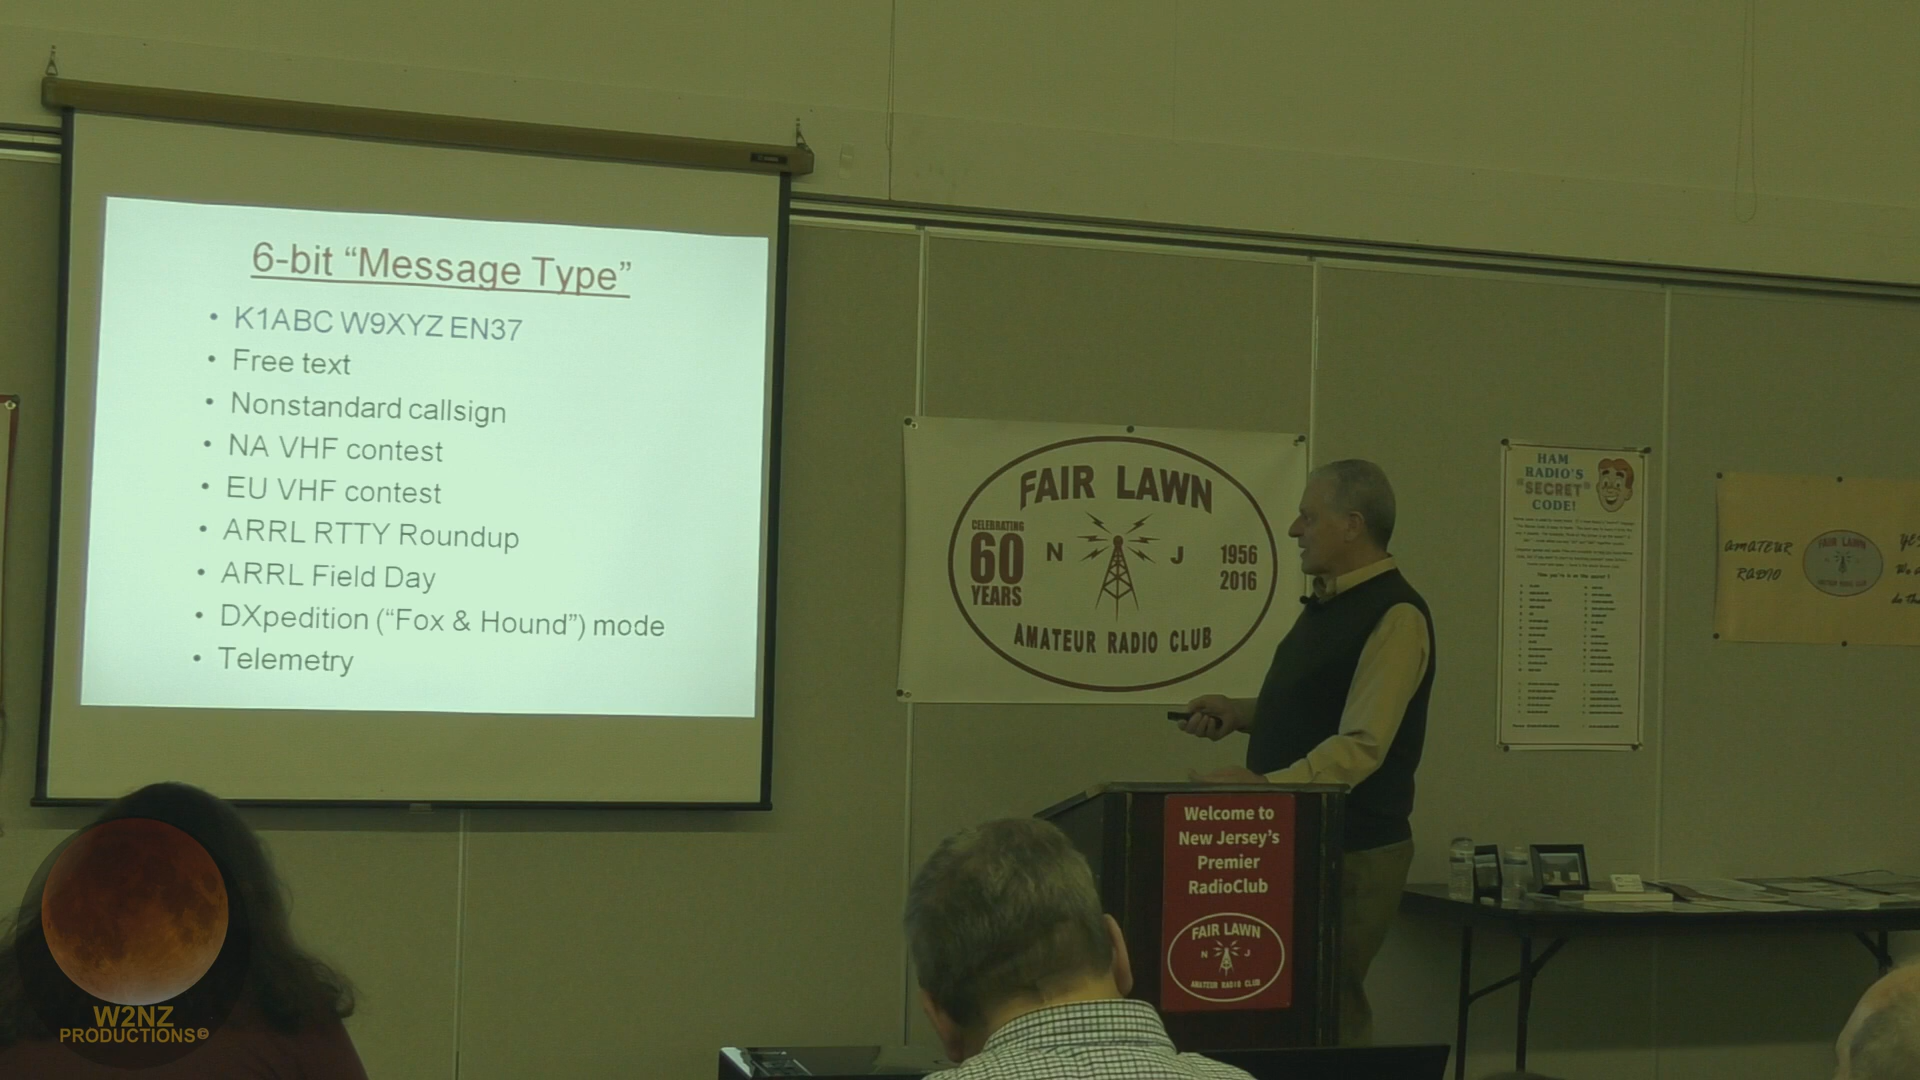 6-bit “Message Type”
• K1ABC W9XYZ EN37
• Free text
• Nonstandard callsign
• NA VHF contest
• EU VHF contest
• ARRL RTTY Roundup
• ARRL Field Day
• DXpedition (“Fox & Hound”) mode
• Telemetry
FAIR LAWN
CELEBRATING
60
YEARS
N J
1956
2016
AMATEUR RADIO CLUB
HAM
RADIO'S
"SECRET"
CODE!
AMATEUR
RADIO
FAIR LAWN
Welcome to
New Jersey's
Premier
RadioClub
FAIR LAWN
N J
AMATEUR RADIO CLUB
W2NZ
PRODUCTIONS©